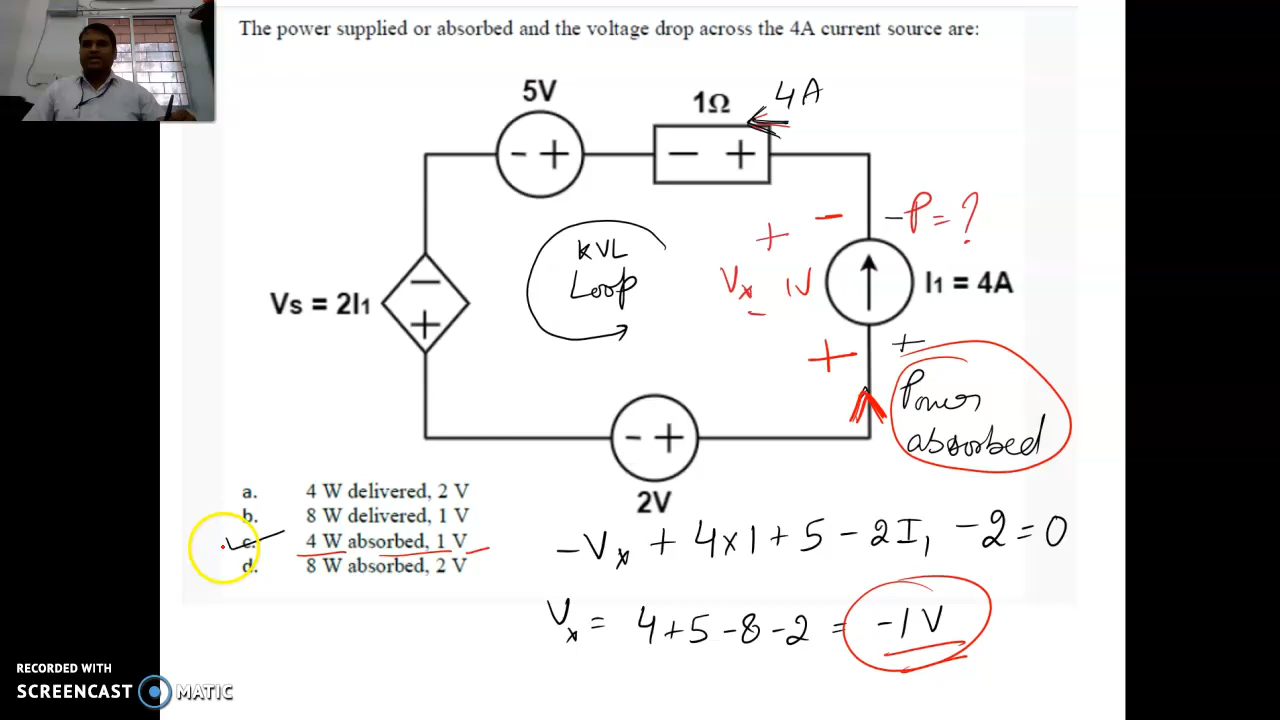 The power supplied or absorbed and the voltage drop across the 4A current source are:
5V
1Ω
4A
- +
− +
− P = ?
+ −
KVL
Loop
Vx 1V
−
I1 = 4A
Vs = 2I1
−
+
+ +
Power
absorbed
- +
2V
a. 4 W delivered, 2 V
b. 8 W delivered, 1 V
c. 4 W absorbed, 1 V
d. 8 W absorbed, 2 V
−Vx + 4×1 + 5 − 2I1 − 2 = 0
Vx = 4+5−8−2 = −1 V
RECORDED WITH
SCREENCAST MATIC